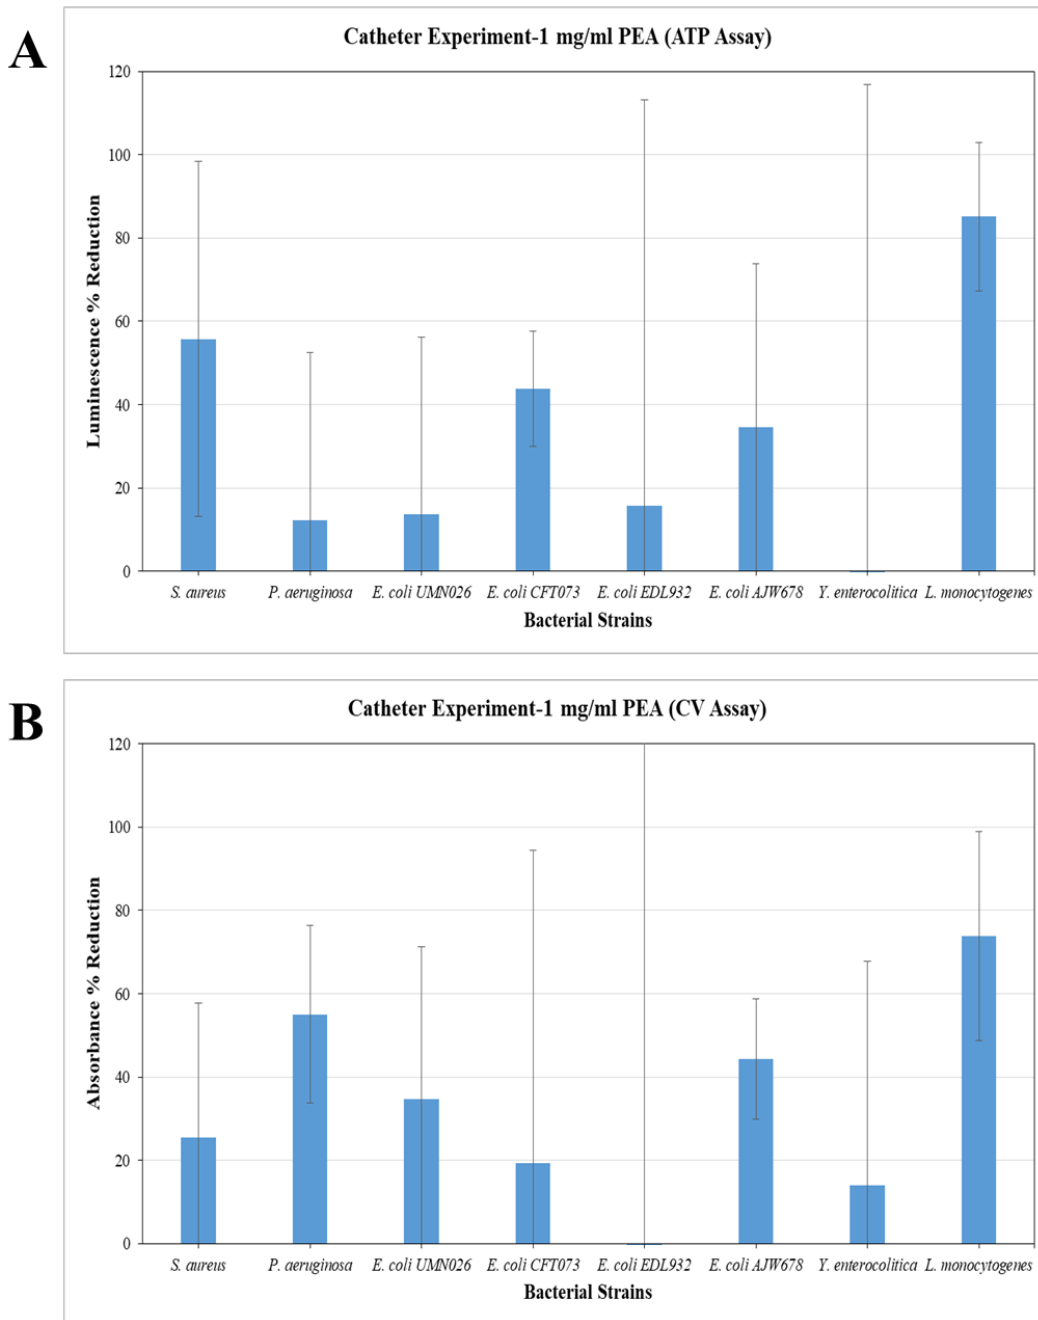 A
Catheter Experiment-1 mg/ml PEA (ATP Assay)
Luminescence % Reduction
120
100
80
60
40
20
0
S. aureus P. aeruginosa E. coli UMN026 E. coli CFT073 E. coli EDL932 E. coli AJW678 Y. enterocolitica L. monocytogenes
Bacterial Strains
B
Catheter Experiment-1 mg/ml PEA (CV Assay)
Absorbance % Reduction
120
100
80
60
40
20
0
S. aureus P. aeruginosa E. coli UMN026 E. coli CFT073 E. coli EDL932 E. coli AJW678 Y. enterocolitica L. monocytogenes
Bacterial Strains